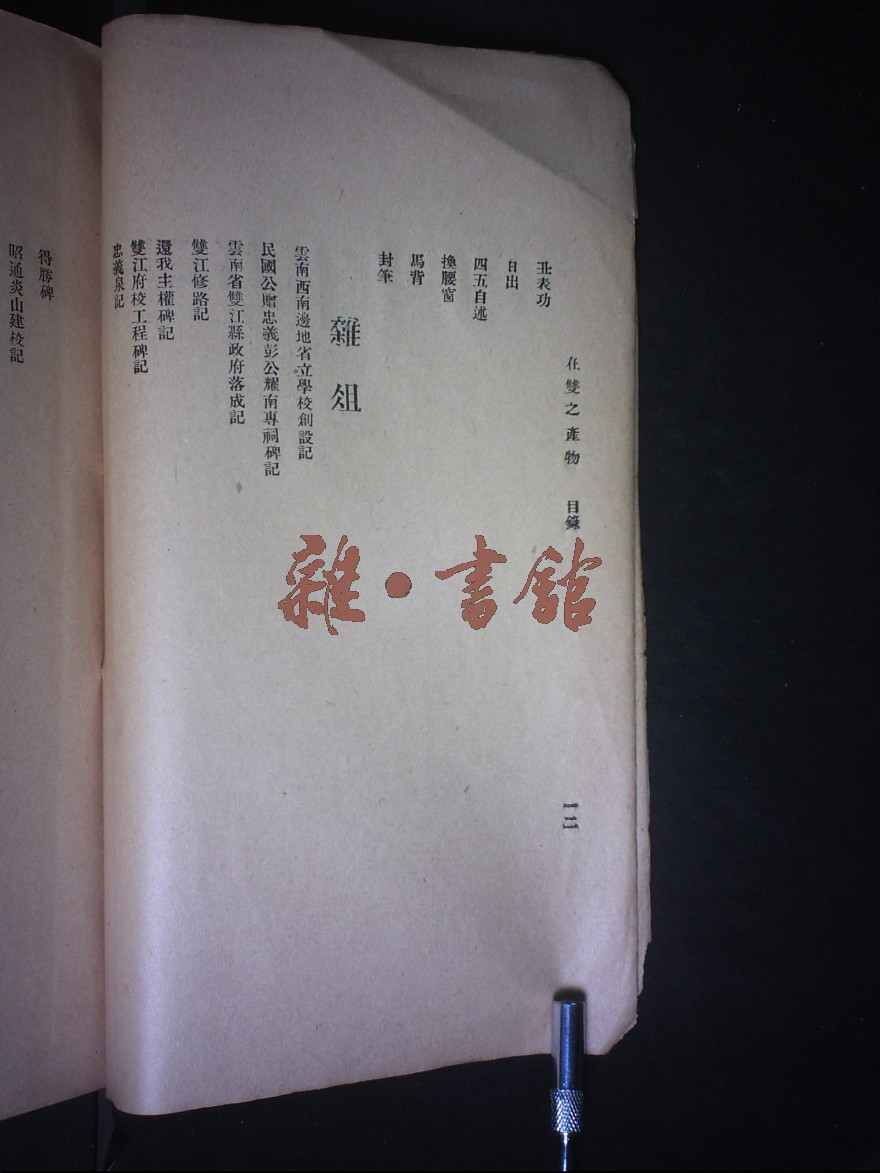 在雙之產物 目錄
一二
丑表功
日出
四五自述
換腰窗
馬背
封筆
雜俎
雲南西南邊地省立學校創設記
民國公贈忠義彭公耀南專祠碑記
雲南省雙江縣政府落成記
雙江修路記
還我主權碑記
雙江府校工程碑記
忠義泉記
得勝碑
昭通炎山建校記
雜•書館